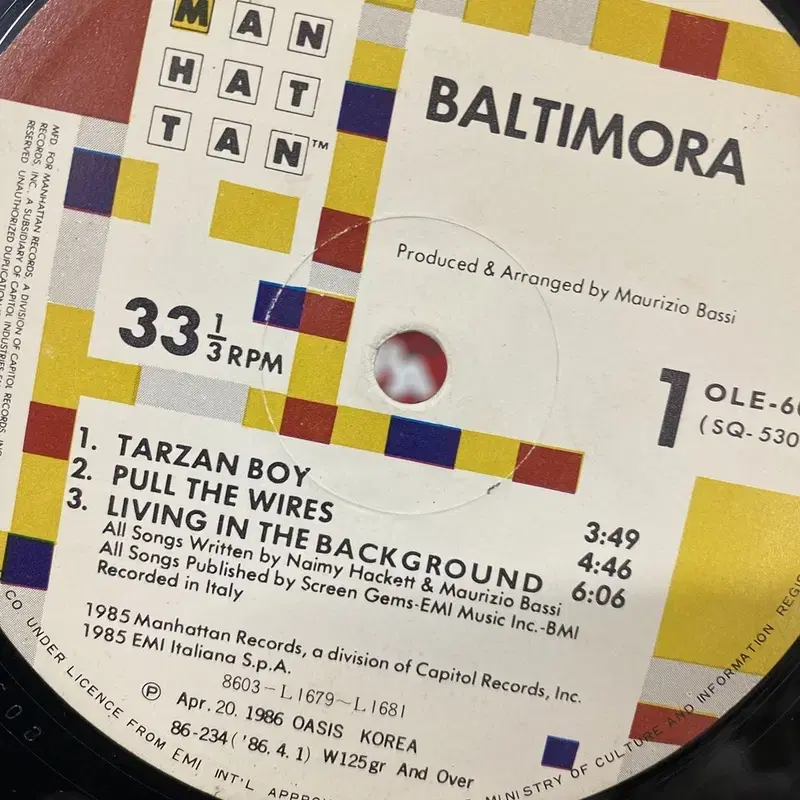 MAN
HAT
TAN™
BALTIMORA
Produced & Arranged by Maurizio Bassi
33 1/3 RPM
1
OLE-6
(SQ-530
1. TARZAN BOY 3:49
2. PULL THE WIRES 4:46
3. LIVING IN THE BACKGROUND 6:06
All Songs Written by Naimy Hackett & Maurizio Bassi
All Songs Published by Screen Gems-EMI Music Inc.-BMI
Recorded in Italy
1985 Manhattan Records, a division of Capitol Records, Inc.
1985 EMI Italiana S.p.A.
8603-L1679~L1681
Ⓟ Apr. 20. 1986 OASIS KOREA
86-234('86.4.1) W125gr And Over
MFD. FOR MANHATTAN RECORDS, A DIVISION OF CAPITOL RECORDS, INC.
RECORDS, INC., A SUBSIDIARY OF CAPITOL INDUSTRIES
RESERVED. UNAUTHORIZED DUPLICATION
CO UNDER LICENCE FROM EMI INT'L MINISTRY OF CULTURE AND INFORMATION